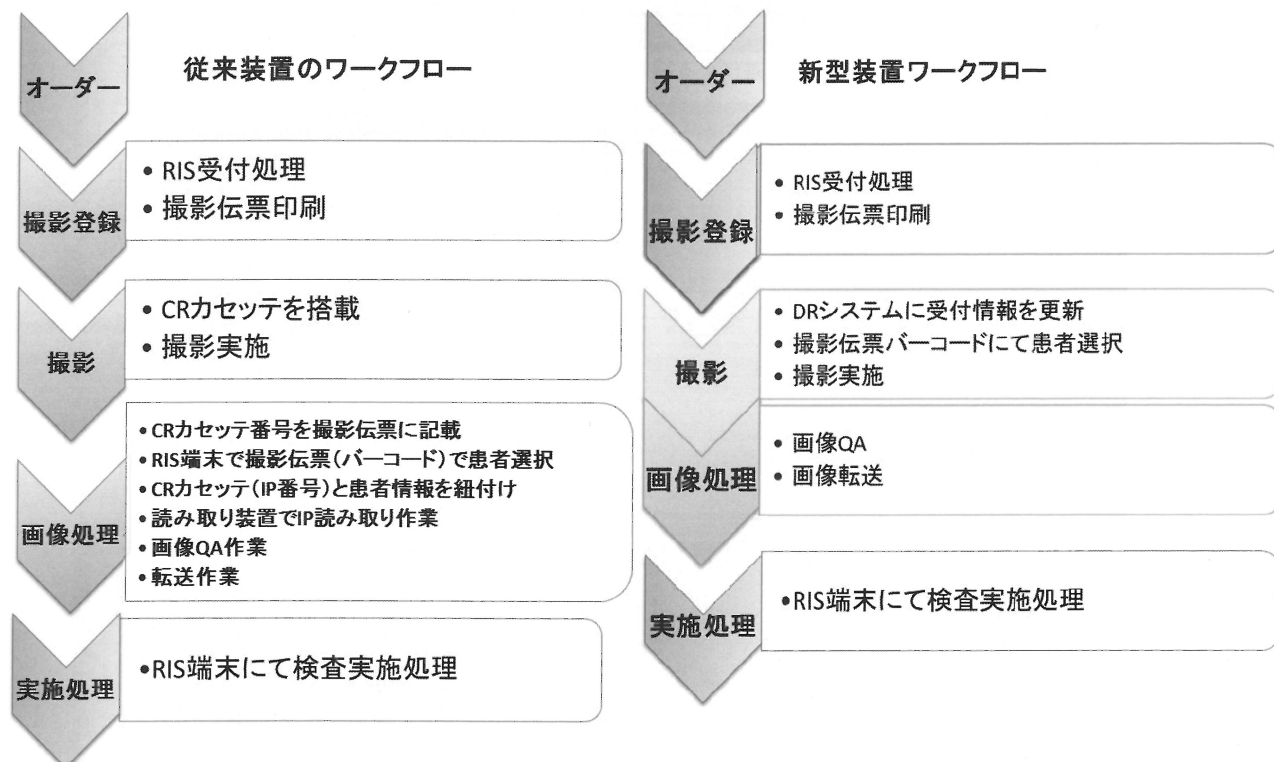 従来装置のワークフロー
オーダー
撮影登録
• RIS受付処理
• 撮影伝票印刷
撮影
• CRカセッテを搭載
• 撮影実施
画像処理
• CRカセッテ番号を撮影伝票に記載
• RIS端末で撮影伝票(バーコード)で患者選択
• CRカセッテ(IP番号)と患者情報を紐付け
• 読み取り装置でIP読み取り作業
• 画像QA作業
• 転送作業
実施処理
•RIS端末にて検査実施処理
新型装置ワークフロー
オーダー
撮影登録
• RIS受付処理
• 撮影伝票印刷
撮影
• DRシステムに受付情報を更新
• 撮影伝票バーコードにて患者選択
• 撮影実施
画像処理
• 画像QA
• 画像転送
実施処理
•RIS端末にて検査実施処理